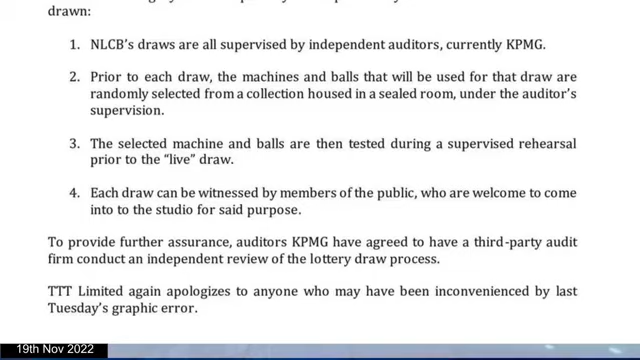 drawn:
1. NLCB's draws are all supervised by independent auditors, currently KPMG.
2. Prior to each draw, the machines and balls that will be used for that draw are
randomly selected from a collection housed in a sealed room, under the auditor's
supervision.
3. The selected machine and balls are then tested during a supervised rehearsal
prior to the "live" draw.
4. Each draw can be witnessed by members of the public, who are welcome to come
into to the studio for said purpose.
To provide further assurance, auditors KPMG have agreed to have a third-party audit
firm conduct an independent review of the lottery draw process.
TTT Limited again apologizes to anyone who may have been inconvenienced by last
Tuesday's graphic error.
19th Nov 2022